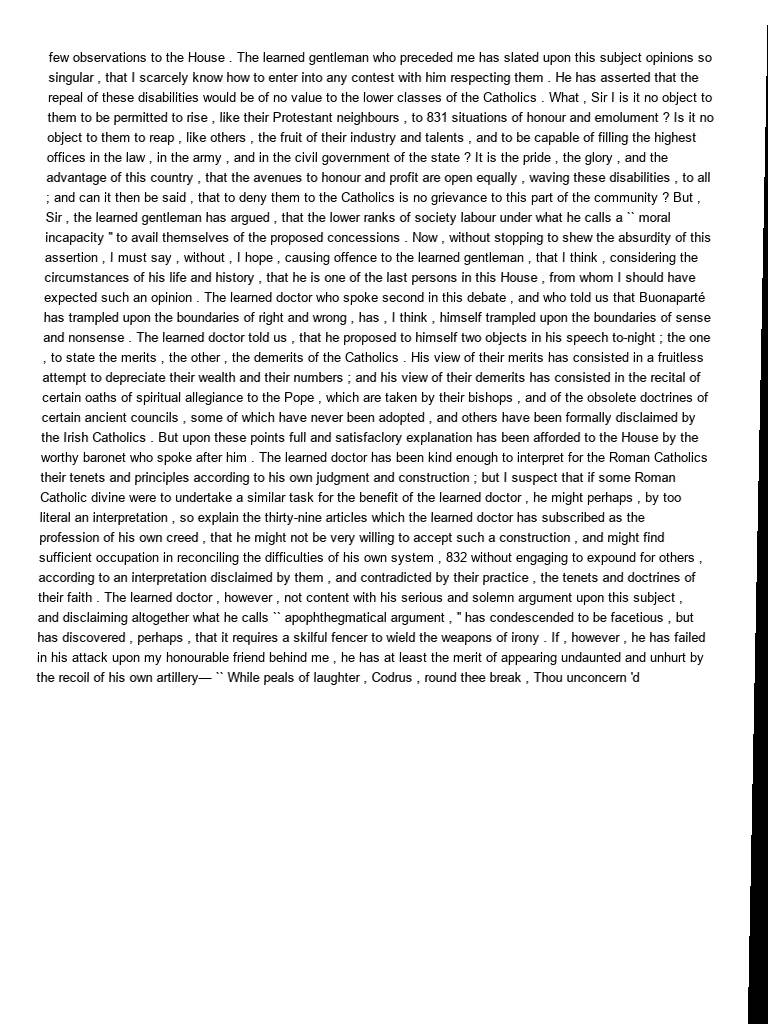 few observations to the House . The learned gentleman who preceded me has slated upon this subject opinions so
singular , that I scarcely know how to enter into any contest with him respecting them . He has asserted that the
repeal of these disabilities would be of no value to the lower classes of the Catholics . What , Sir I is it no object to
them to be permitted to rise , like their Protestant neighbours , to 831 situations of honour and emolument ? Is it no
object to them to reap , like others , the fruit of their industry and talents , and to be capable of filling the highest
offices in the law , in the army , and in the civil government of the state ? It is the pride , the glory , and the
advantage of this country , that the avenues to honour and profit are open equally , waving these disabilities , to all
; and can it then be said , that to deny them to the Catholics is no grievance to this part of the community ? But ,
Sir , the learned gentleman has argued , that the lower ranks of society labour under what he calls a `` moral
incapacity " to avail themselves of the proposed concessions . Now , without stopping to shew the absurdity of this
assertion , I must say , without , I hope , causing offence to the learned gentleman , that I think , considering the
circumstances of his life and history , that he is one of the last persons in this House , from whom I should have
expected such an opinion . The learned doctor who spoke second in this debate , and who told us that Buonaparté
has trampled upon the boundaries of right and wrong , has , I think , himself trampled upon the boundaries of sense
and nonsense . The learned doctor told us , that he proposed to himself two objects in his speech to-night ; the one
, to state the merits , the other , the demerits of the Catholics . His view of their merits has consisted in a fruitless
attempt to depreciate their wealth and their numbers ; and his view of their demerits has consisted in the recital of
certain oaths of spiritual allegiance to the Pope , which are taken by their bishops , and of the obsolete doctrines of
certain ancient councils , some of which have never been adopted , and others have been formally disclaimed by
the Irish Catholics . But upon these points full and satisfaclory explanation has been afforded to the House by the
worthy baronet who spoke after him . The learned doctor has been kind enough to interpret for the Roman Catholics
their tenets and principles according to his own judgment and construction ; but I suspect that if some Roman
Catholic divine were to undertake a similar task for the benefit of the learned doctor , he might perhaps , by too
literal an interpretation , so explain the thirty-nine articles which the learned doctor has subscribed as the
profession of his own creed , that he might not be very willing to accept such a construction , and might find
sufficient occupation in reconciling the difficulties of his own system , 832 without engaging to expound for others ,
according to an interpretation disclaimed by them , and contradicted by their practice , the tenets and doctrines of
their faith . The learned doctor , however , not content with his serious and solemn argument upon this subject ,
and disclaiming altogether what he calls `` apophthegmatical argument , " has condescended to be facetious , but
has discovered , perhaps , that it requires a skilful fencer to wield the weapons of irony . If , however , he has failed
in his attack upon my honourable friend behind me , he has at least the merit of appearing undaunted and unhurt by
the recoil of his own artillery— `` While peals of laughter , Codrus , round thee break , Thou unconcern 'd